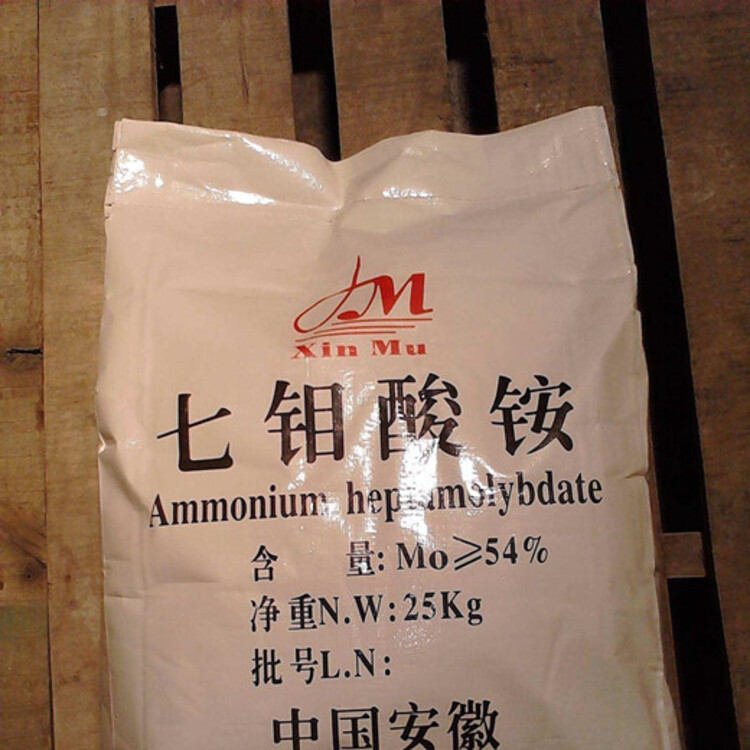 Xin Mu
七钼酸铵
Ammonium heptamolybdate
含 量: Mo≥54%
净重N.W:25Kg
批号L.N:
中国安徽